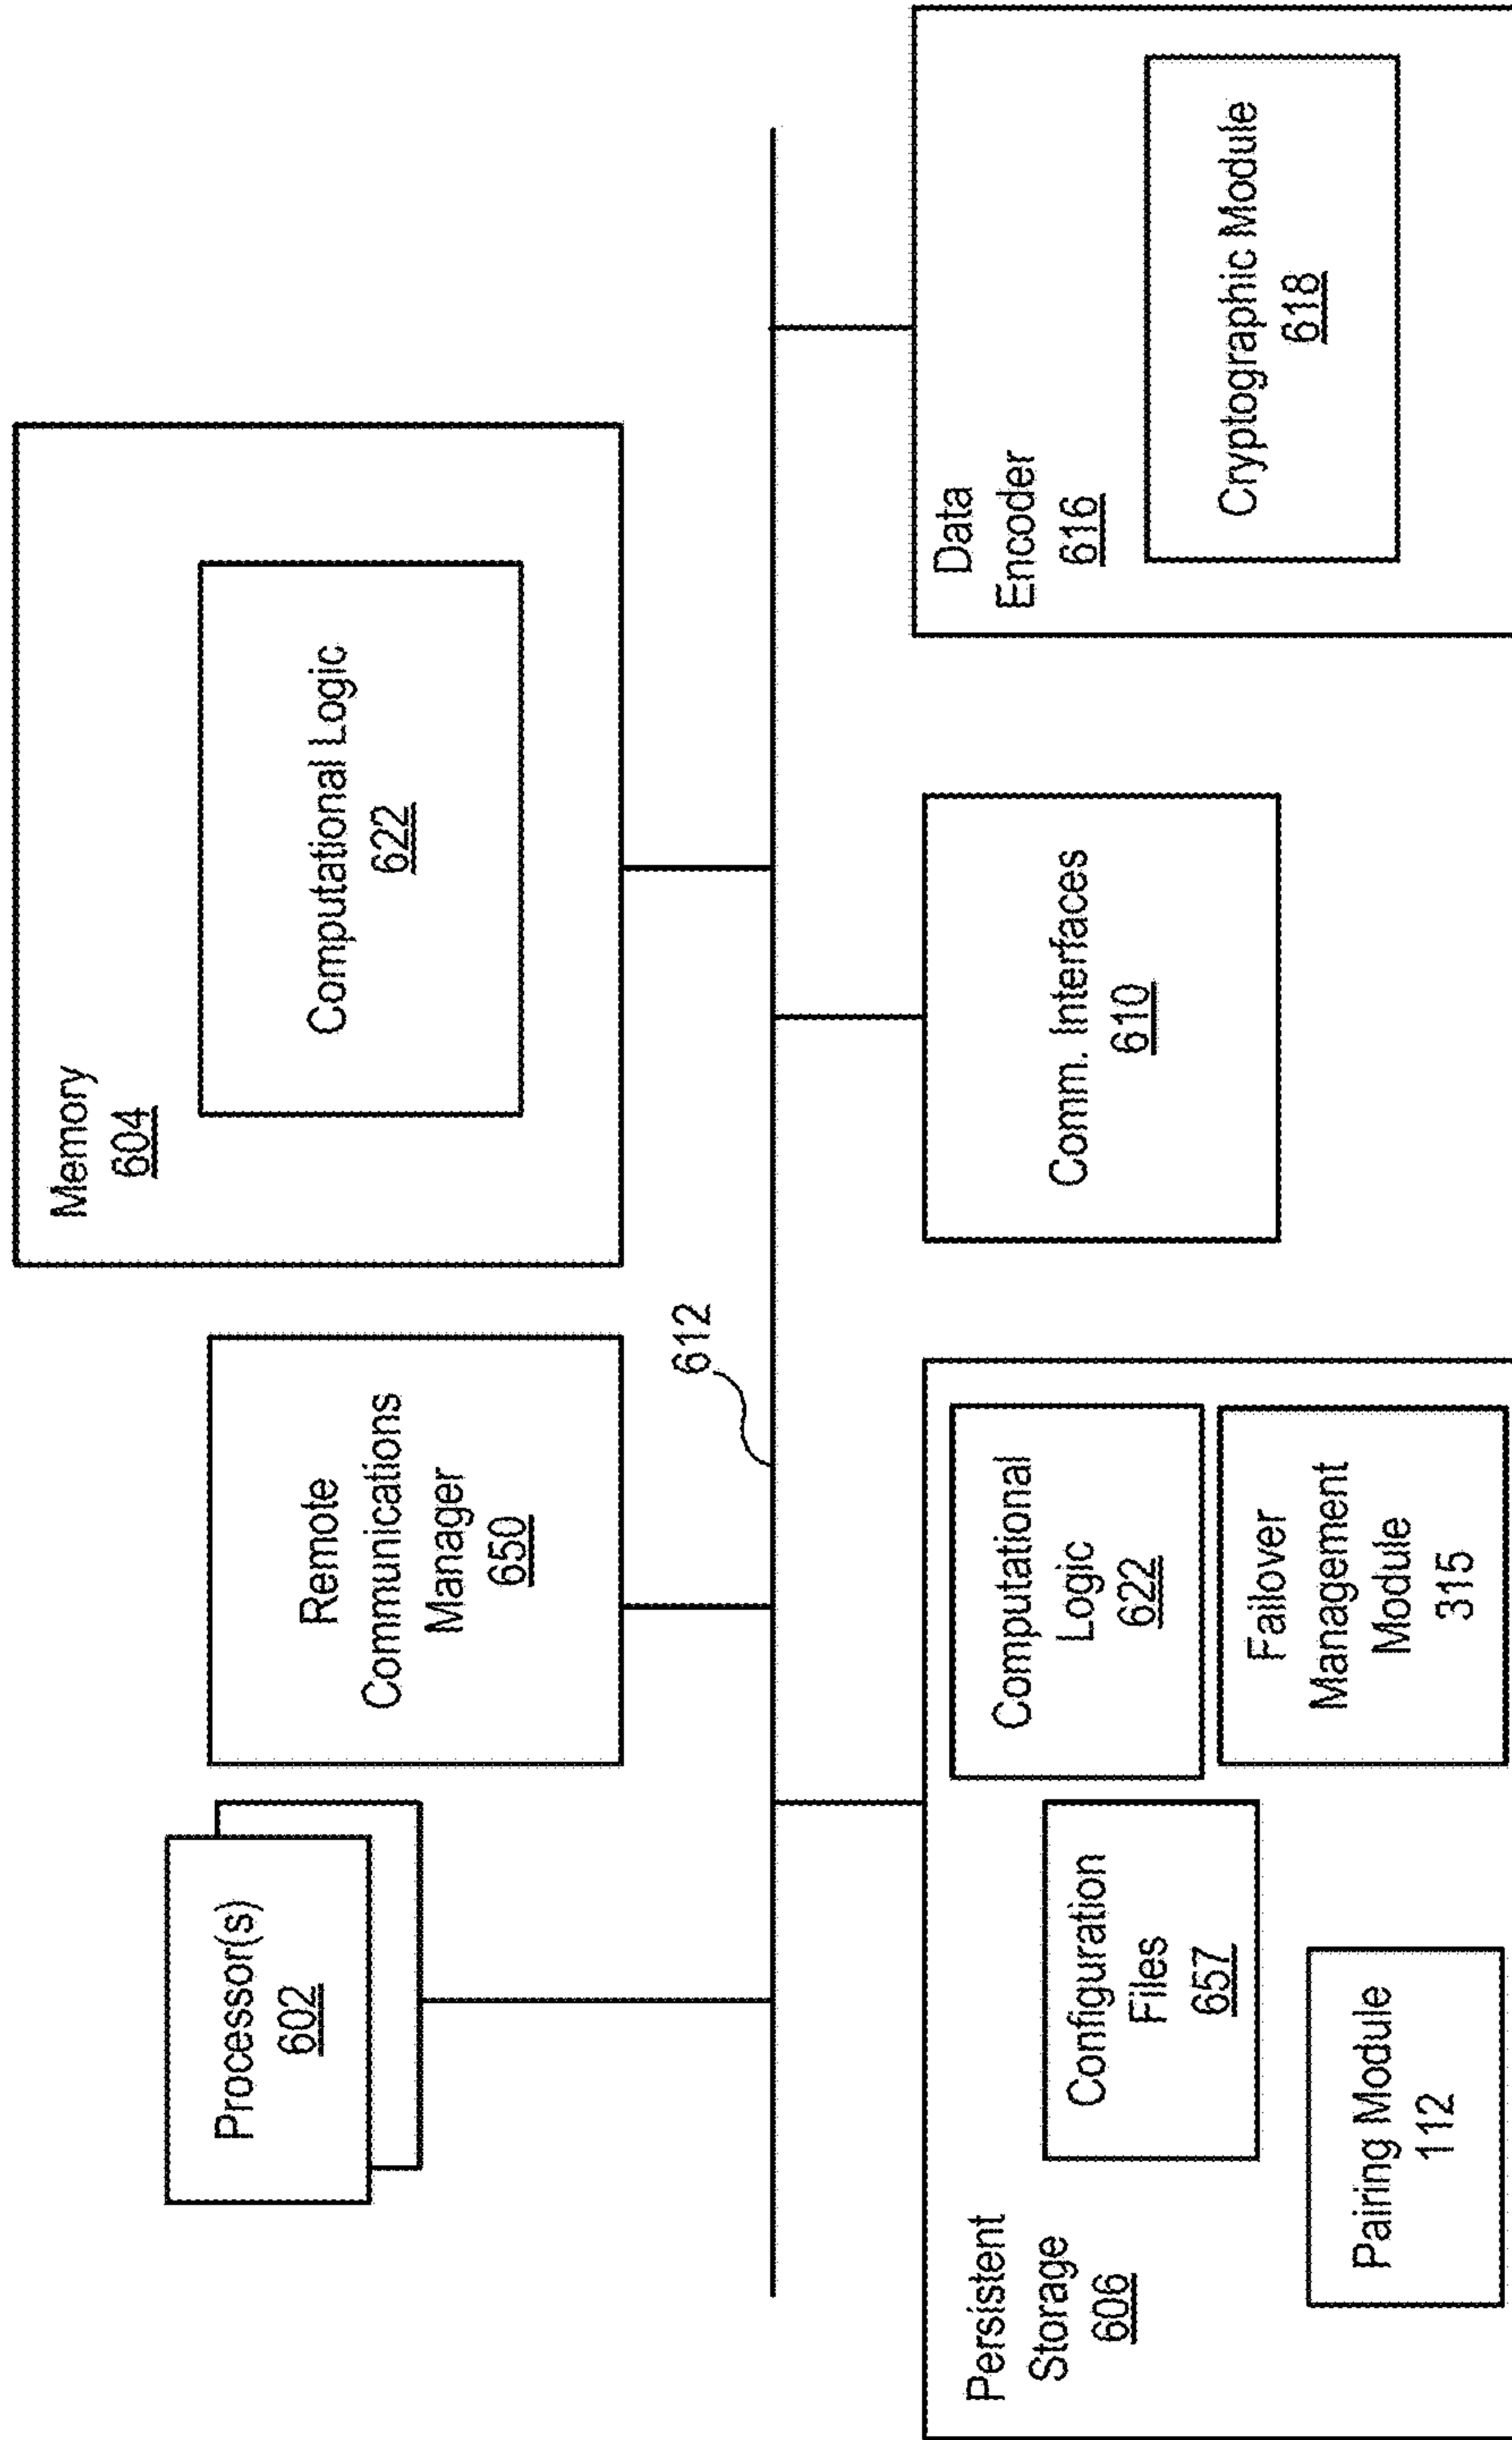 Processor(s)
602
Remote
Communications
Manager
650
Memory
604
Computational Logic
622
612
Persistent
Storage
606
Configuration
Files
657
Computational
Logic
622
Pairing Module
112
Failover
Management
Module
315
Comm. Interfaces
610
Data
Encoder
616
Cryptographic Module
618